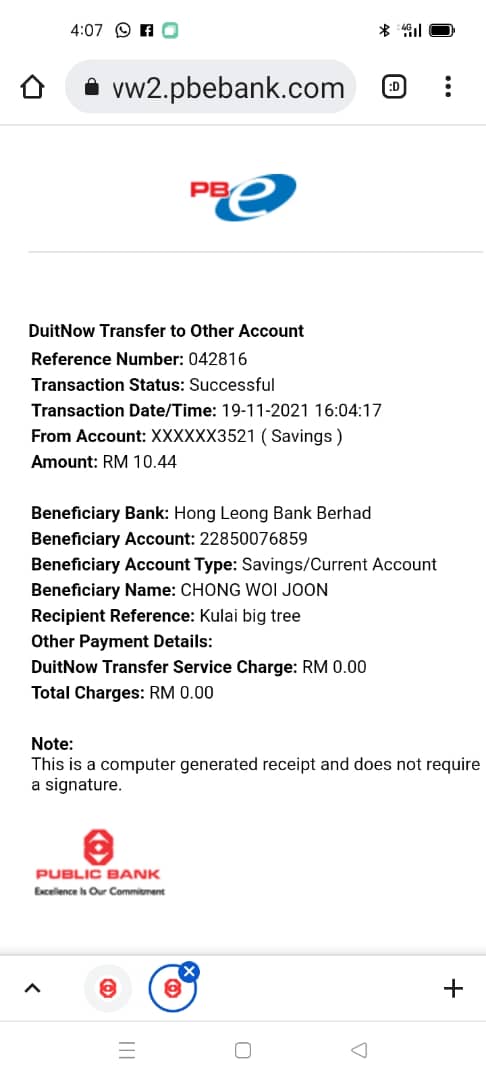 4:07
4G
vw2.pbebank.com
:D
PBe
DuitNow Transfer to Other Account
Reference Number: 042816
Transaction Status: Successful
Transaction Date/Time: 19-11-2021 16:04:17
From Account: XXXXXX3521 ( Savings )
Amount: RM 10.44
Beneficiary Bank: Hong Leong Bank Berhad
Beneficiary Account: 22850076859
Beneficiary Account Type: Savings/Current Account
Beneficiary Name: CHONG WOI JOON
Recipient Reference: Kulai big tree
Other Payment Details:
DuitNow Transfer Service Charge: RM 0.00
Total Charges: RM 0.00
Note:
This is a computer generated receipt and does not require
a signature.
PUBLIC BANK
Excellence Is Our Commitment